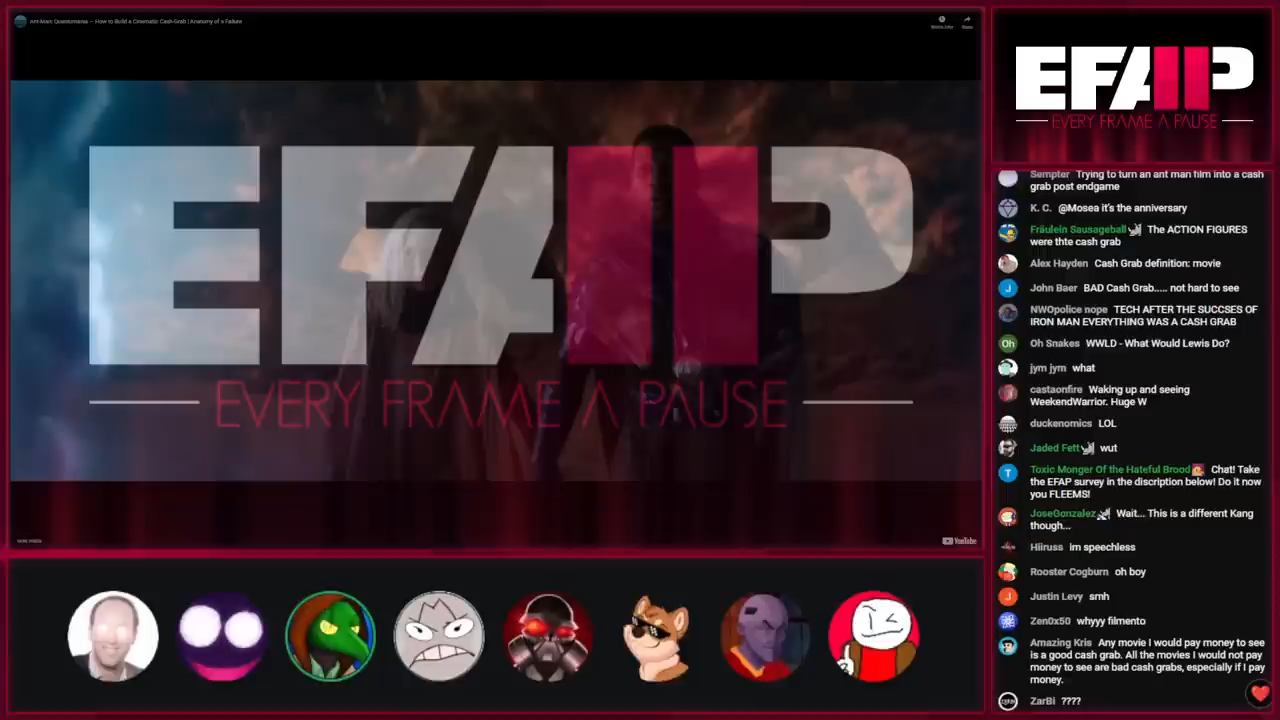 Ant-Man: Quantumania – How to Build a Cinematic Cash-Grab | Anatomy of a Failure
Watch later
Share
EFAP
EVERY FRAME A PAUSE
MORE VIDEOS
YouTube
EFAP
EVERY FRAME A PAUSE
Sempter Trying to turn an ant man film into a cash
grab post endgame
K. C. @Mosea it's the anniversary
Fräulein Sausageball The ACTION FIGURES
were thte cash grab
Alex Hayden Cash Grab definition: movie
J
John Baer BAD Cash Grab..... not hard to see
NWOpolice nope TECH AFTER THE SUCCSES OF
IRON MAN EVERYTHING WAS A CASH GRAB
Oh
Oh Snakes WWLD - What Would Lewis Do?
jym jym what
castaonfire Waking up and seeing
WeekendWarrior. Huge W
duckenomics LOL
Jaded Fett wut
T
Toxic Monger Of the Hateful Brood Chat! Take
the EFAP survey in the discription below! Do it now
you FLEEMS!
JoseGonzalez Wait... This is a different Kang
though...
Hiiruss im speechless
Rooster Cogburn oh boy
J
Justin Levy smh
Zen0x50 whyyy filmento
Amazing Kris Any movie I would pay money to see
is a good cash grab. All the movies I would not pay
money to see are bad cash grabs, especially if I pay
money.
ZarBi ????